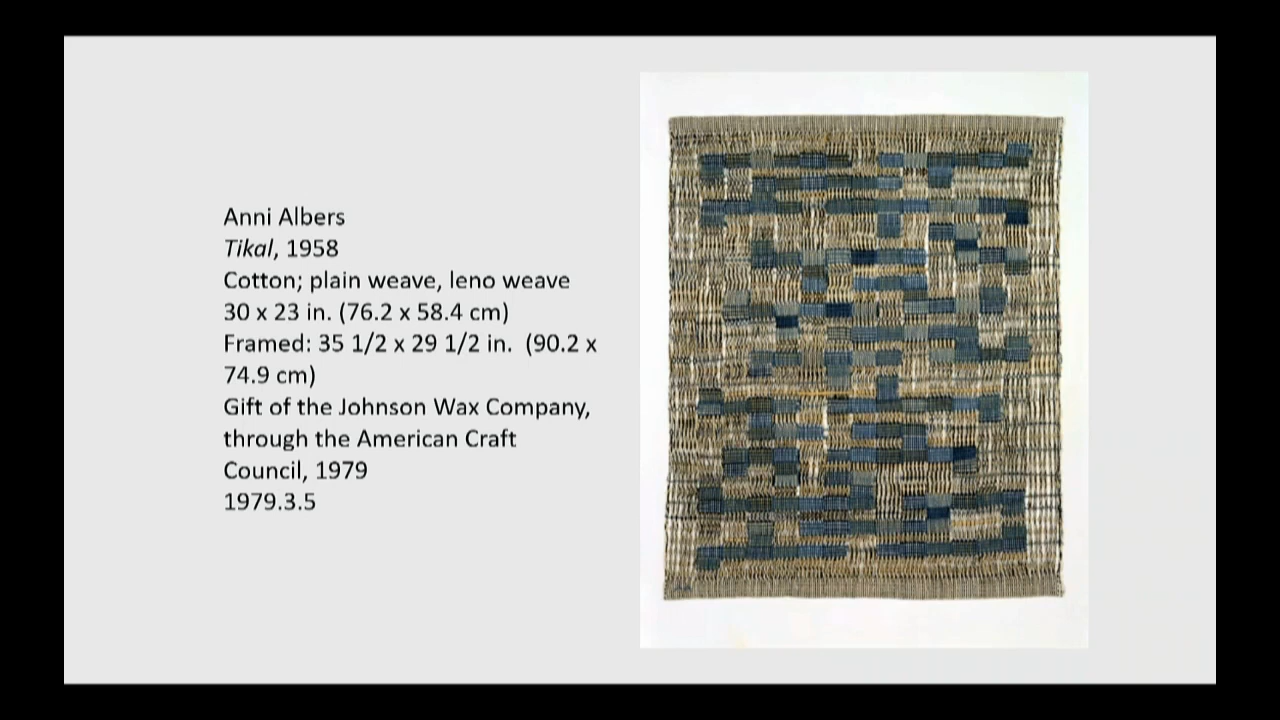 Anni Albers
Tikal, 1958
Cotton; plain weave, leno weave
30 x 23 in. (76.2 x 58.4 cm)
Framed: 35 1/2 x 29 1/2 in.  (90.2 x
74.9 cm)
Gift of the Johnson Wax Company,
through the American Craft
Council, 1979
1979.3.5